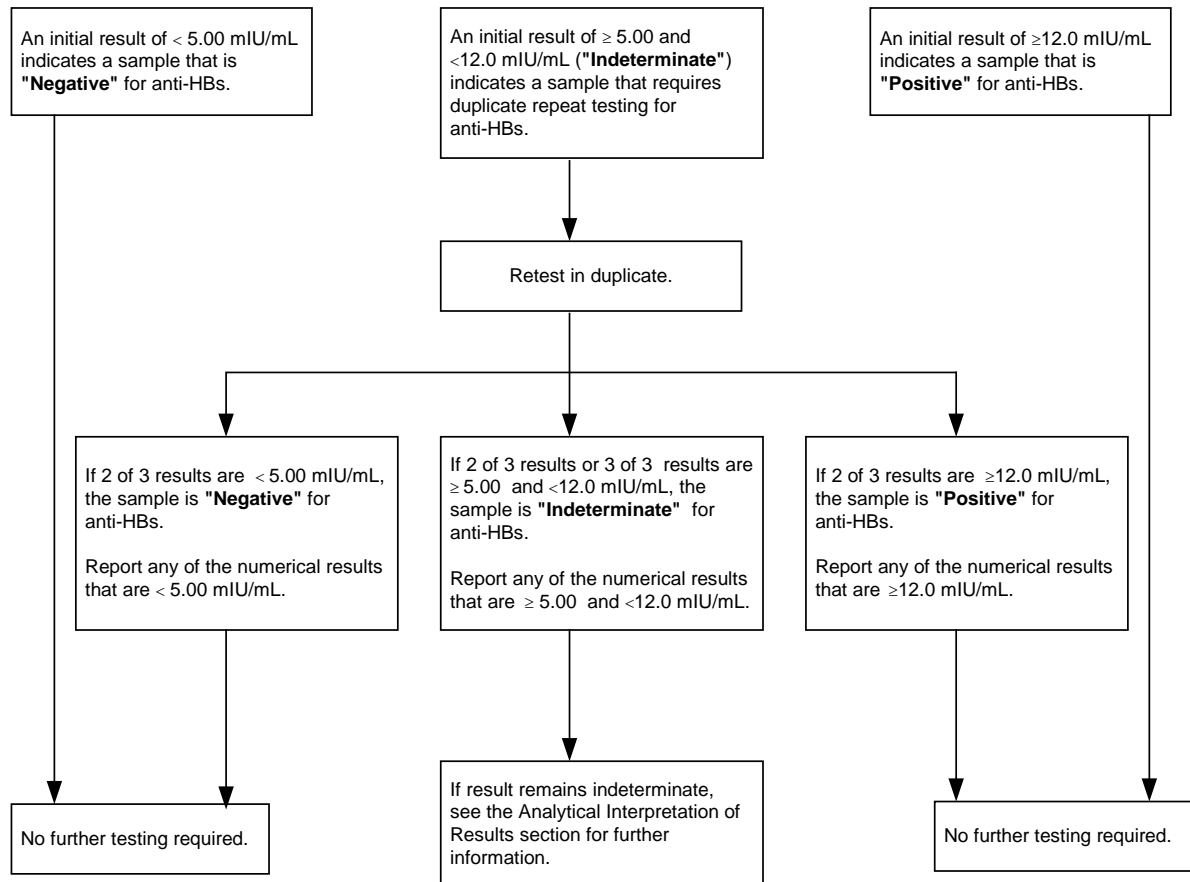 An initial result of < 5.00 mIU/mL
indicates a sample that is
"Negative" for anti-HBs.
An initial result of ≥ 5.00 and
<12.0 mIU/mL ("Indeterminate")
indicates a sample that requires
duplicate repeat testing for
anti-HBs.
An initial result of ≥12.0 mIU/mL
indicates a sample that is
"Positive" for anti-HBs.
Retest in duplicate.
If 2 of 3 results are < 5.00 mIU/mL,
the sample is "Negative" for
anti-HBs.
Report any of the numerical results
that are < 5.00 mIU/mL.
If 2 of 3 results or 3 of 3 results are
≥ 5.00 and <12.0 mIU/mL, the
sample is "Indeterminate" for
anti-HBs.
Report any of the numerical results
that are ≥ 5.00 and <12.0 mIU/mL.
If 2 of 3 results are ≥12.0 mIU/mL,
the sample is "Positive" for
anti-HBs.
Report any of the numerical results
that are ≥12.0 mIU/mL.
No further testing required.
If result remains indeterminate,
see the Analytical Interpretation of
Results section for further
information.
No further testing required.